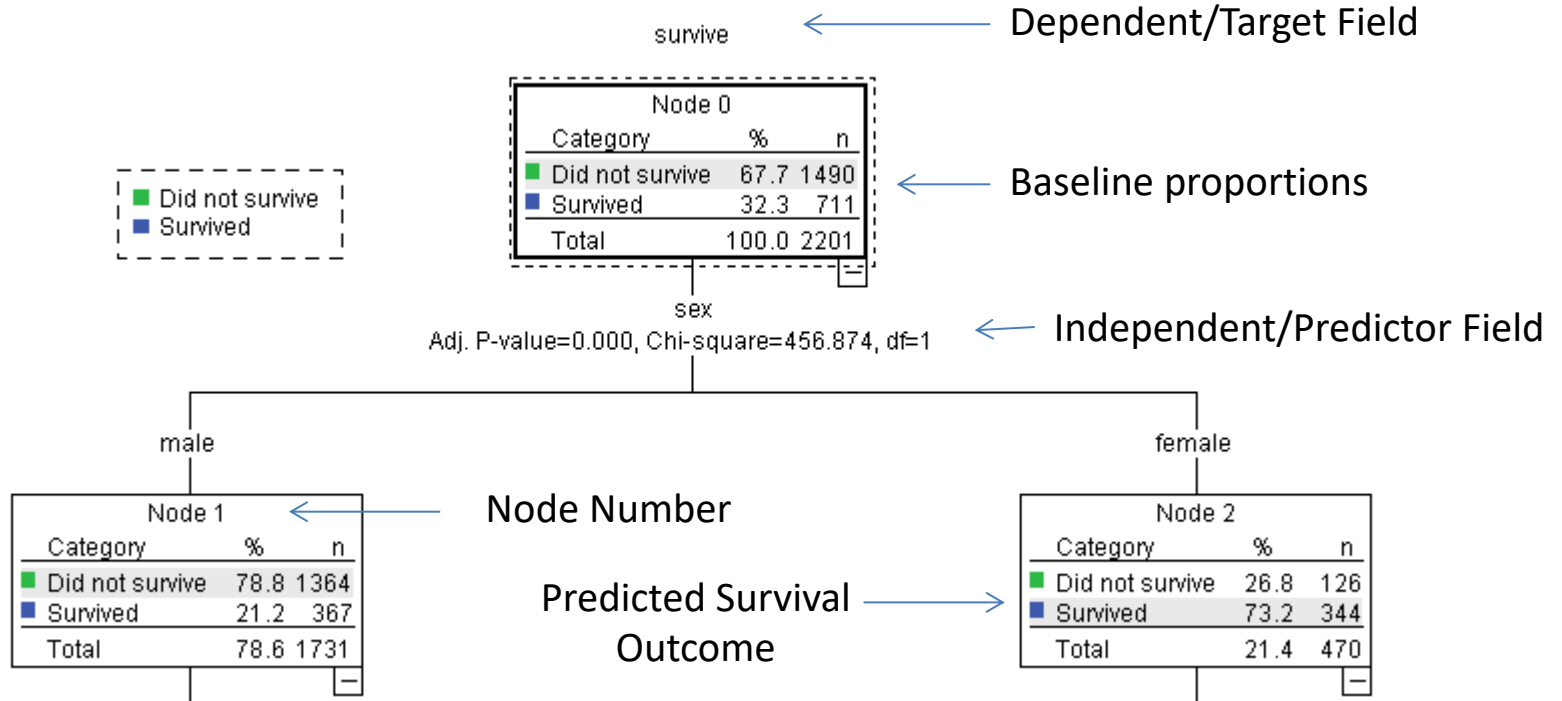 survive
Dependent/Target Field
Node 0
Category % n
Did not survive 67.7 1490
Survived 32.3 711
Total 100.0 2201
Baseline proportions
Did not survive
Survived
sex
Adj. P-value=0.000, Chi-square=456.874, df=1
Independent/Predictor Field
male
female
Node 1
Category % n
Did not survive 78.8 1364
Survived 21.2 367
Total 78.6 1731
Node Number
Predicted Survival
Outcome
Node 2
Category % n
Did not survive 26.8 126
Survived 73.2 344
Total 21.4 470